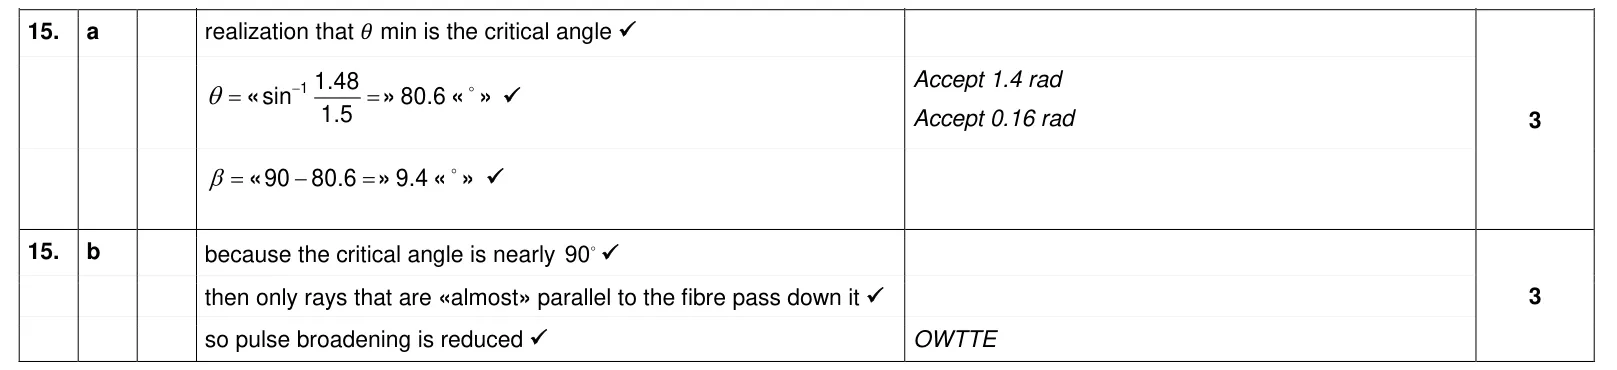 15. a realization that θ min is the critical angle ✓
θ = «sin⁻¹ 1.48/1.5 =» 80.6 «°» ✓
Accept 1.4 rad
Accept 0.16 rad
3
β = «90 − 80.6 =» 9.4 «°» ✓
15. b because the critical angle is nearly 90° ✓
then only rays that are «almost» parallel to the fibre pass down it ✓
3
so pulse broadening is reduced ✓ OWTTE